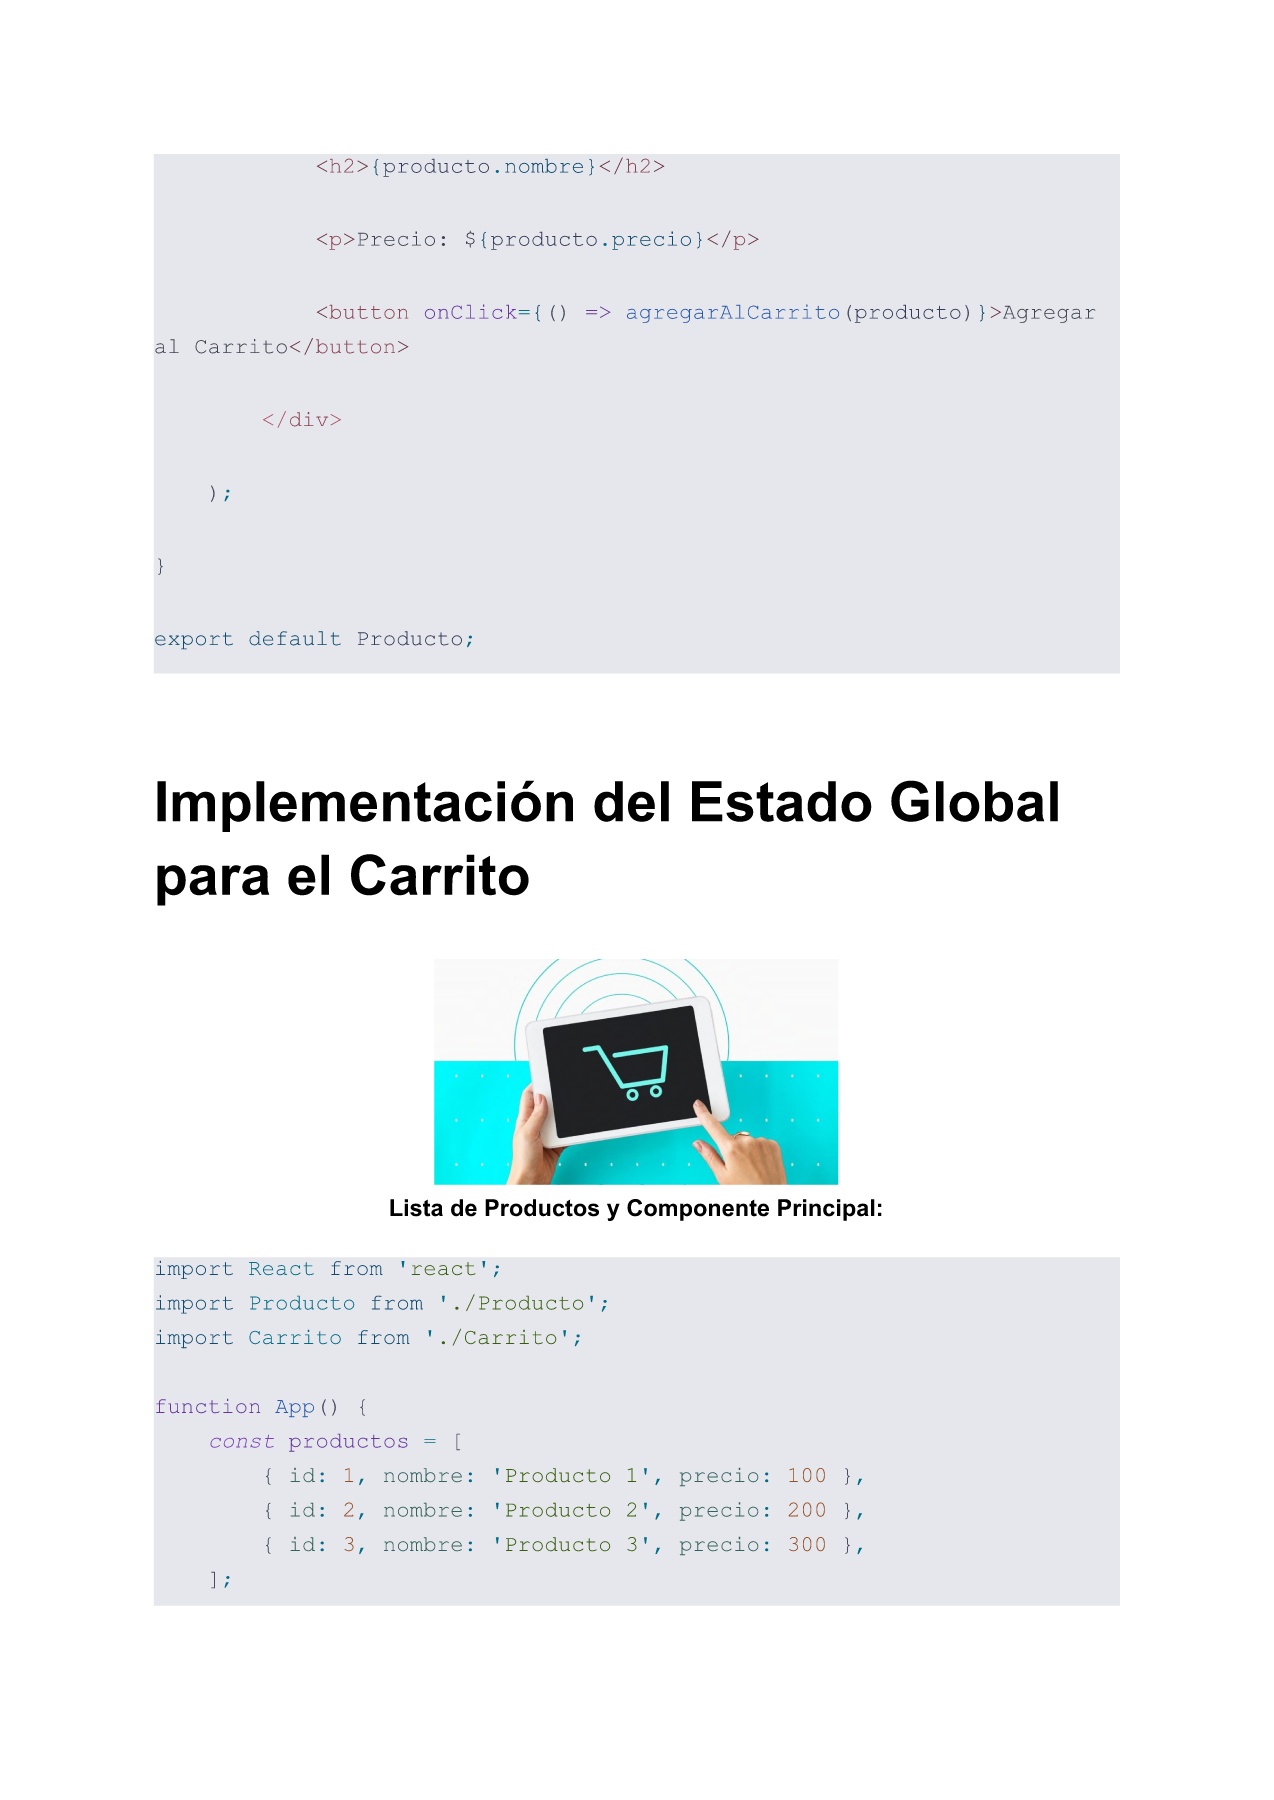 <h2>{producto.nombre}</h2>
            <p>Precio: ${producto.precio}</p>
            <button onClick={() => agregarAlCarrito(producto)}>Agregar
al Carrito</button>
        </div>
    );
}
export default Producto;
Implementación del Estado Global
para el Carrito
Lista de Productos y Componente Principal:
import React from 'react';
import Producto from './Producto';
import Carrito from './Carrito';
function App() {
    const productos = [
        { id: 1, nombre: 'Producto 1', precio: 100 },
        { id: 2, nombre: 'Producto 2', precio: 200 },
        { id: 3, nombre: 'Producto 3', precio: 300 },
    ];